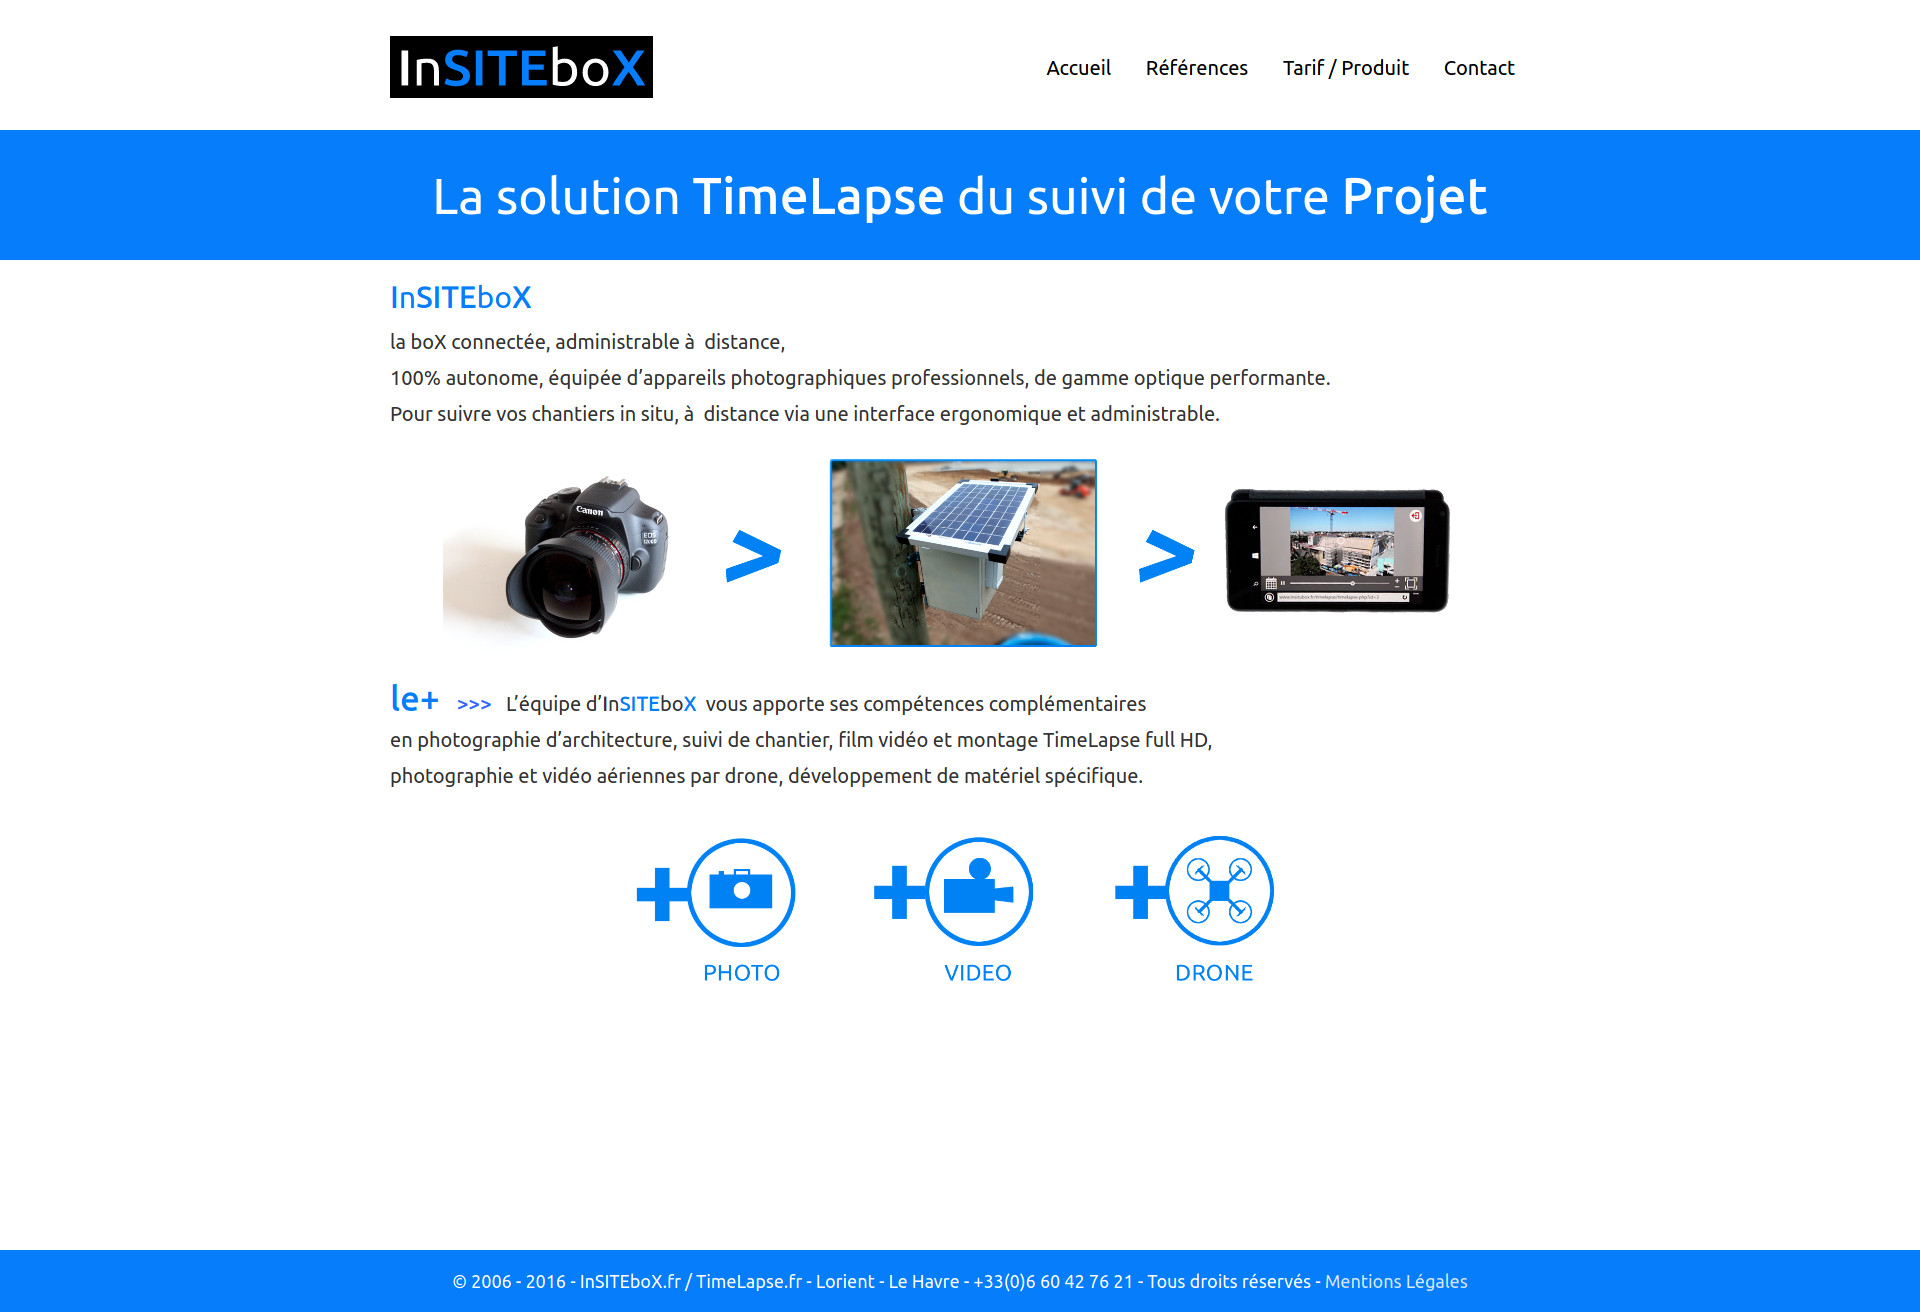 InSITEboX
Accueil Références Tarif / Produit Contact
La solution TimeLapse du suivi de votre Projet
InSITEboX
la boX connectée, administrable à distance,
100% autonome, équipée d’appareils photographiques professionnels, de gamme optique performante.
Pour suivre vos chantiers in situ, à distance via une interface ergonomique et administrable.
Canon
EOS
> >
le+ >>> L’équipe d’InSITEboX vous apporte ses compétences complémentaires
en photographie d’architecture, suivi de chantier, film vidéo et montage TimeLapse full HD,
photographie et vidéo aériennes par drone, développement de matériel spécifique.
PHOTO VIDEO DRONE
© 2006 - 2016 - InSITEboX.fr / TimeLapse.fr - Lorient - Le Havre - +33(0)6 60 42 76 21 - Tous droits réservés - Mentions Légales